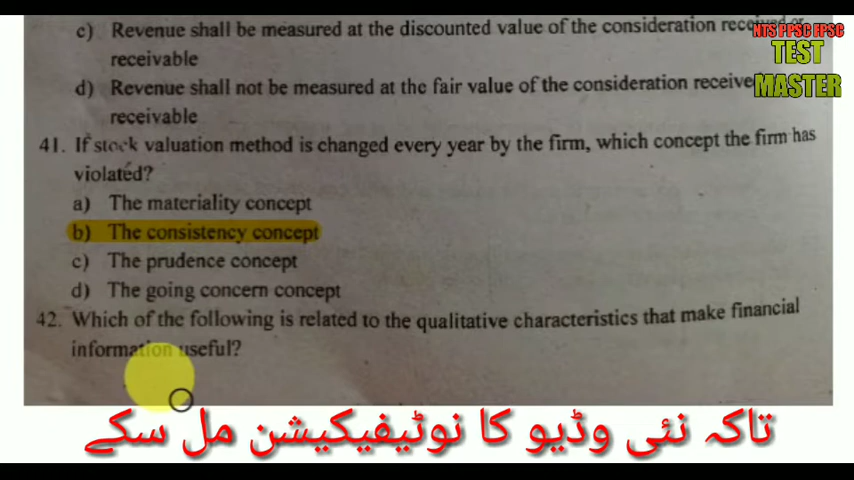 c) Revenue shall be measured at the discounted value of the consideration received or
receivable
NTS PPSC FPSC
TEST
MASTER
d) Revenue shall not be measured at the fair value of the consideration receive
receivable
41. If stock valuation method is changed every year by the firm, which concept the firm has
violated?
a) The materiality concept
b) The consistency concept
c) The prudence concept
d) The going concern concept
42. Which of the following is related to the qualitative characteristics that make financial
information useful?
تاکہ نئی وڈیو کا نوٹیفیکیشن مل سکے